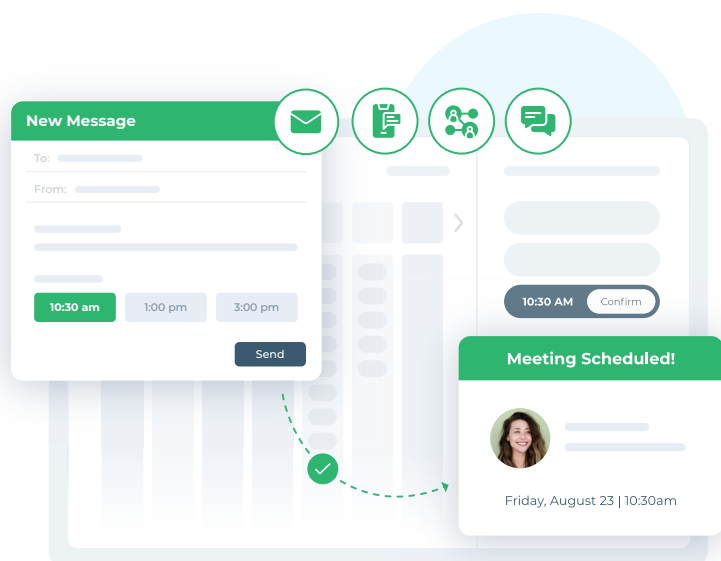 New Message
To:
From:
10:30 am
1:00 pm
3:00 pm
Send
10:30 AM
Confirm
Meeting Scheduled!
Friday, August 23 | 10:30am